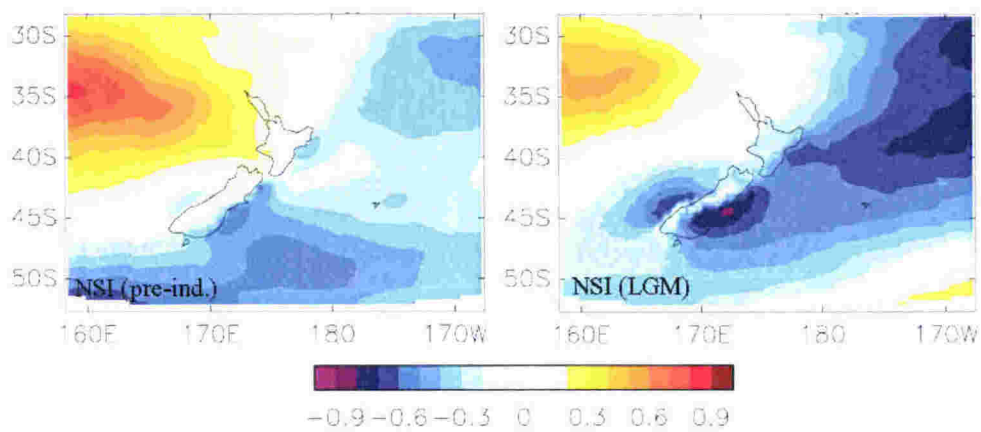 30S
35S
40S
45S
50S
NSI (pre-ind.)
160E 170E 180 170W
30S
35S
40S
45S
50S
NSI (LGM)
160E 170E 180 170W
−0.9 −0.6 −0.3 0 0.3 0.6 0.9